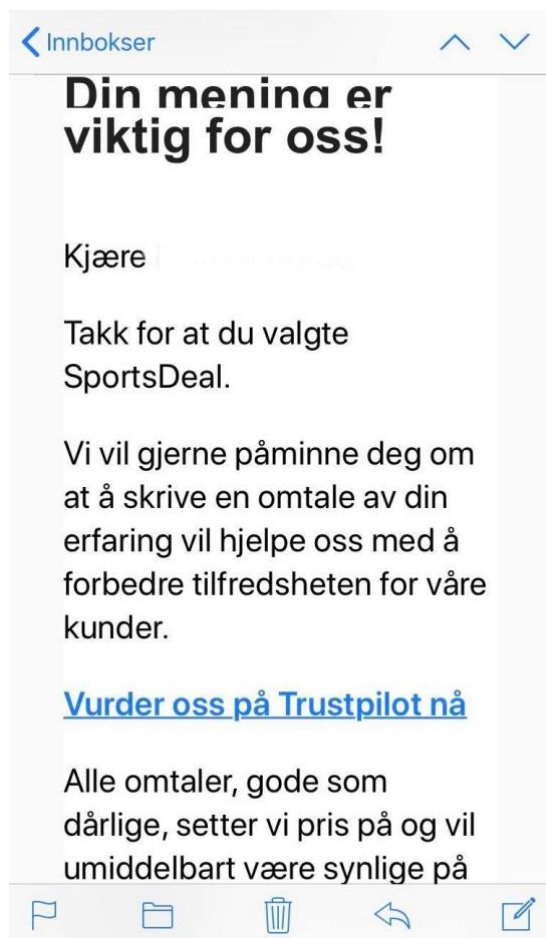 Innbokser
Din mening er
viktig for oss!
Kjære
Takk for at du valgte
SportsDeal.
Vi vil gjerne påminne deg om
at å skrive en omtale av din
erfaring vil hjelpe oss med å
forbedre tilfredsheten for våre
kunder.
Vurder oss på Trustpilot nå
Alle omtaler, gode som
dårlige, setter vi pris på og vil
umiddelbart være synlige på